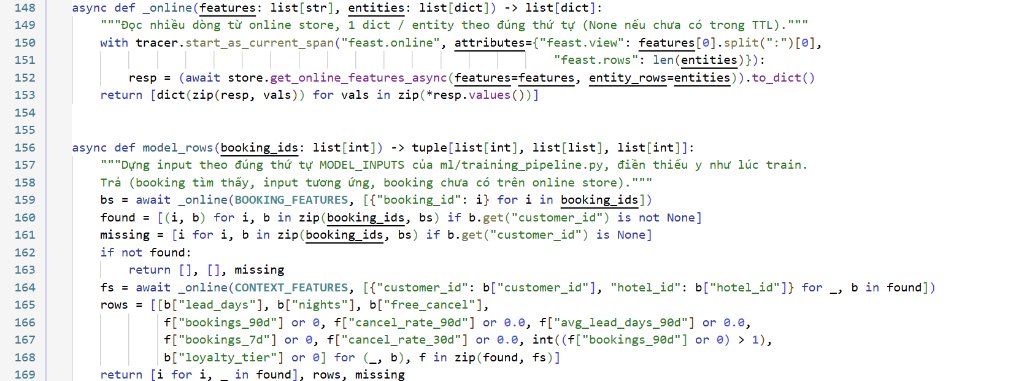 148 async def _online(features: list[str], entities: list[dict]) -> list[dict]:
149     """Đọc nhiều dòng từ online store, 1 dict / entity theo đúng thứ tự (None nếu chưa có trong TTL)."""
150     with tracer.start_as_current_span("feast.online", attributes={"feast.view": features[0].split(":")[0],
151                                                                   "feast.rows": len(entities)}):
152         resp = (await store.get_online_features_async(features=features, entity_rows=entities)).to_dict()
153     return [dict(zip(resp, vals)) for vals in zip(*resp.values())]
154
155
156 async def model_rows(booking_ids: list[int]) -> tuple[list[int], list[list], list[int]]:
157     """Dựng input theo đúng thứ tự MODEL_INPUTS của ml/training_pipeline.py, điền thiếu y như lúc train.
158     Trả (booking tìm thấy, input tương ứng, booking chưa có trên online store)."""
159     bs = await _online(BOOKING_FEATURES, [{"booking_id": i} for i in booking_ids])
160     found = [(i, b) for i, b in zip(booking_ids, bs) if b.get("customer_id") is not None]
161     missing = [i for i, b in zip(booking_ids, bs) if b.get("customer_id") is None]
162     if not found:
163         return [], [], missing
164     fs = await _online(CONTEXT_FEATURES, [{"customer_id": b["customer_id"], "hotel_id": b["hotel_id"]} for _, b in found])
165     rows = [[b["lead_days"], b["nights"], b["free_cancel"],
166              f["bookings_90d"] or 0, f["cancel_rate_90d"] or 0.0, f["avg_lead_days_90d"] or 0.0,
167              f["bookings_7d"] or 0, f["cancel_rate_30d"] or 0.0, int((f["bookings_90d"] or 0) > 1),
168              b["loyalty_tier"] or 0] for (_, b), f in zip(found, fs)]
169     return [i for i, _ in found], rows, missing